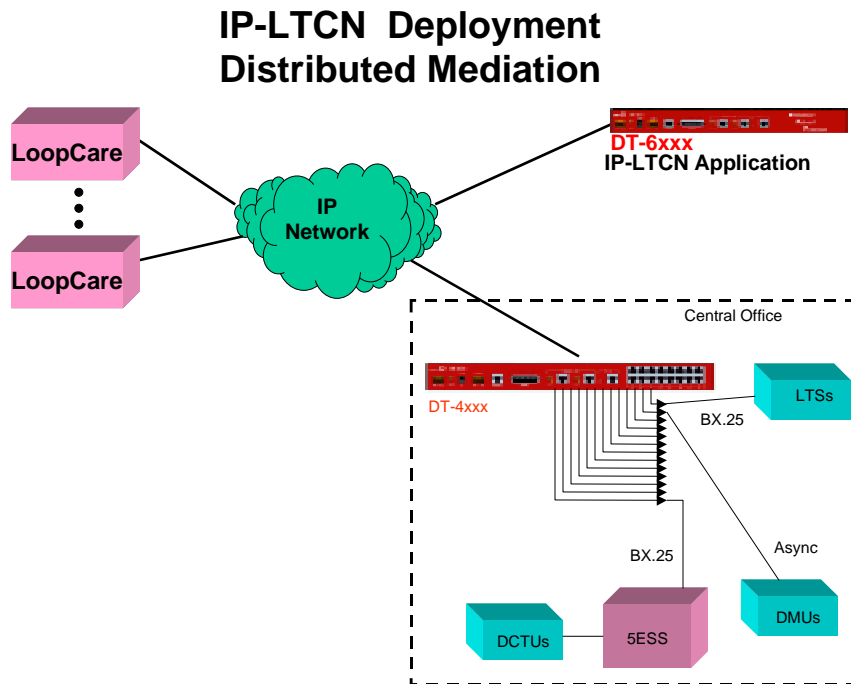 IP-LTCN Deployment
Distributed Mediation
LoopCare
LoopCare
IP
Network
DT-6xxx
IP-LTCN Application
Central Office
DT-4xxx
LTSs
BX.25
Async
BX.25
DMUs
DCTUs
5ESS